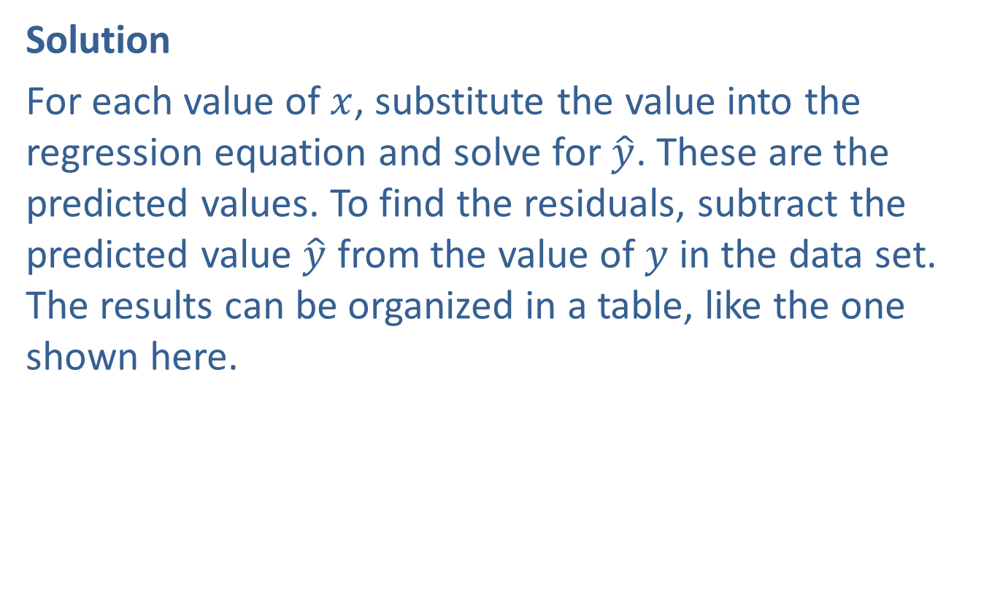 Solution
For each value of x, substitute the value into the
regression equation and solve for ŷ. These are the
predicted values. To find the residuals, subtract the
predicted value ŷ from the value of y in the data set.
The results can be organized in a table, like the one
shown here.